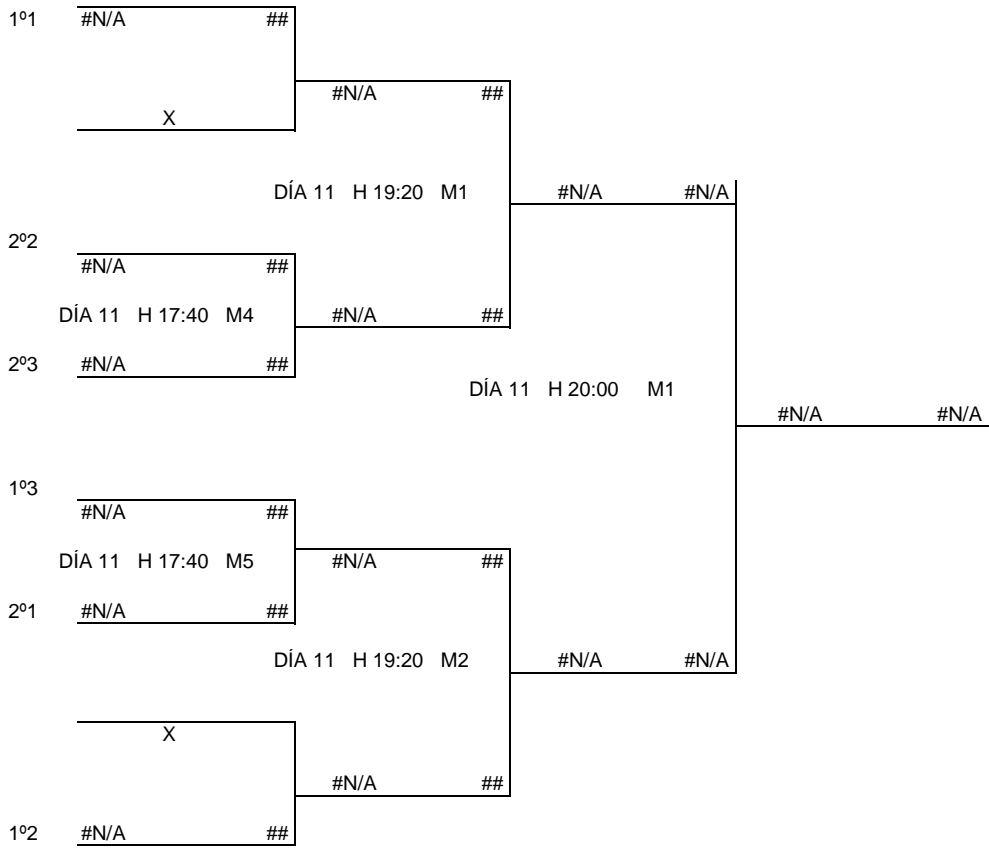 1º1 #N/A ##
#N/A ##
X
DÍA 11 H 19:20 M1
#N/A #N/A
2º2
#N/A ##
DÍA 11 H 17:40 M4
#N/A ##
2º3 #N/A ##
DÍA 11 H 20:00 M1
#N/A #N/A
1º3
#N/A ##
DÍA 11 H 17:40 M5
#N/A ##
2º1 #N/A ##
DÍA 11 H 19:20 M2
#N/A #N/A
X
#N/A ##
1º2 #N/A ##